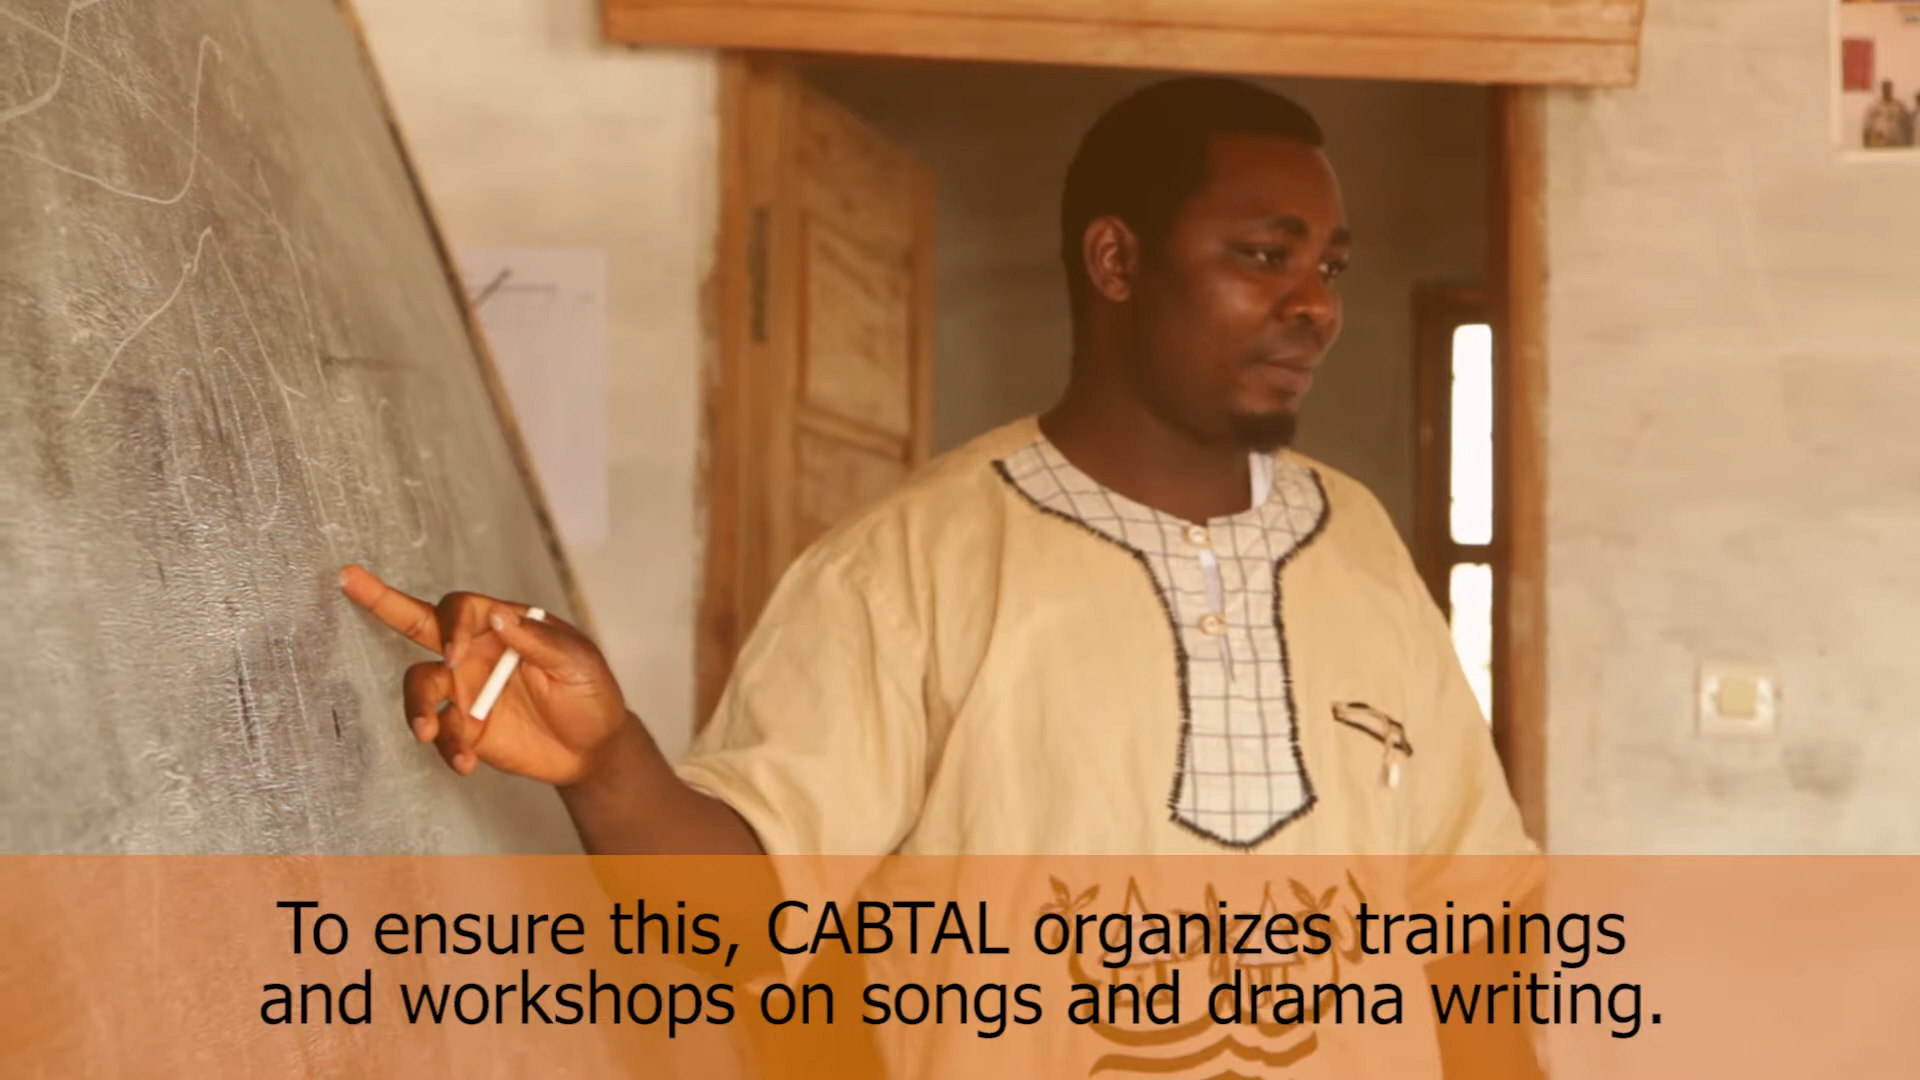 To ensure this, CABTAL organizes trainings
and workshops on songs and drama writing.